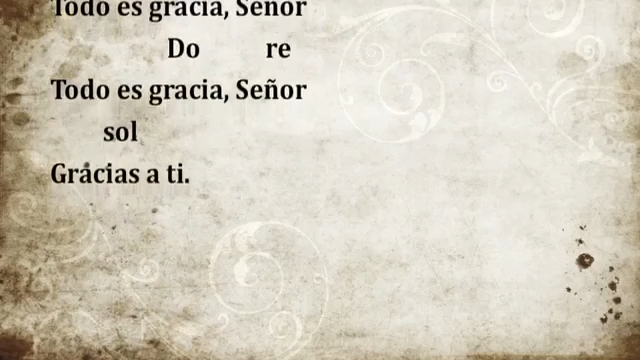 Todo es gracia, Señor
Do re
Todo es gracia, Señor
sol
Gracias a ti.